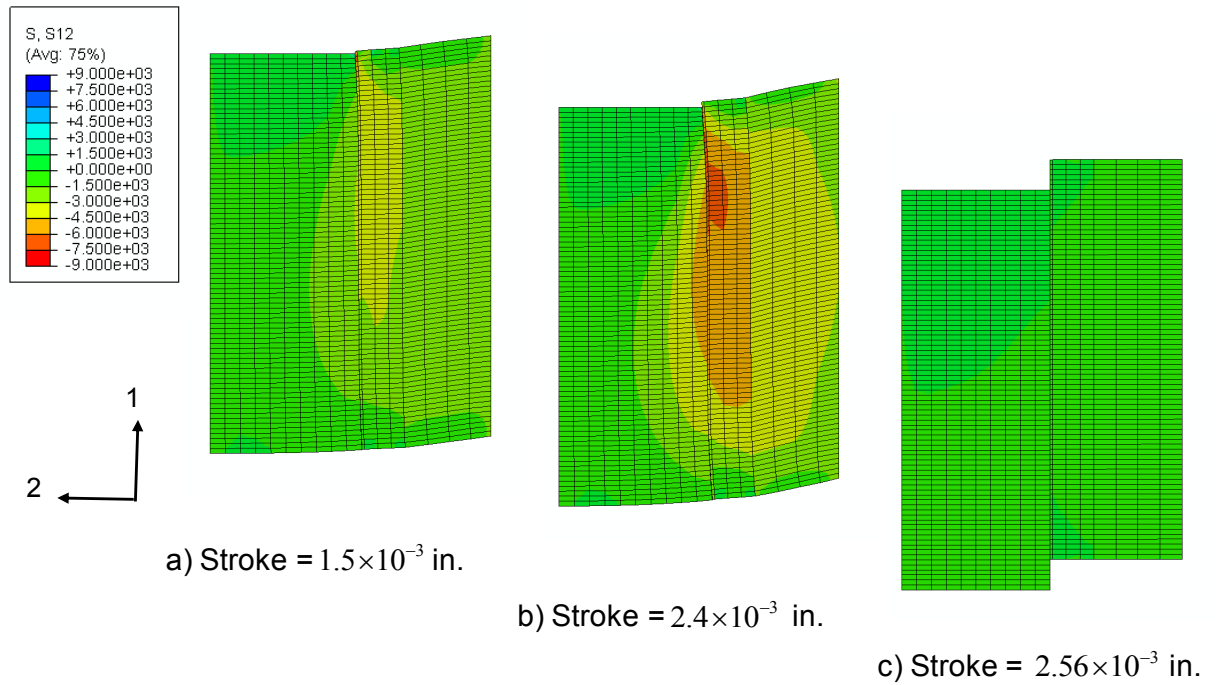 S, S12
(Avg: 75%)
+9.000e+03
+7.500e+03
+6.000e+03
+4.500e+03
+3.000e+03
+1.500e+03
+0.000e+00
-1.500e+03
-3.000e+03
-4.500e+03
-6.000e+03
-7.500e+03
-9.000e+03
1
2
a) Stroke = 1.5×10⁻³ in.
b) Stroke = 2.4×10⁻³ in.
c) Stroke = 2.56×10⁻³ in.